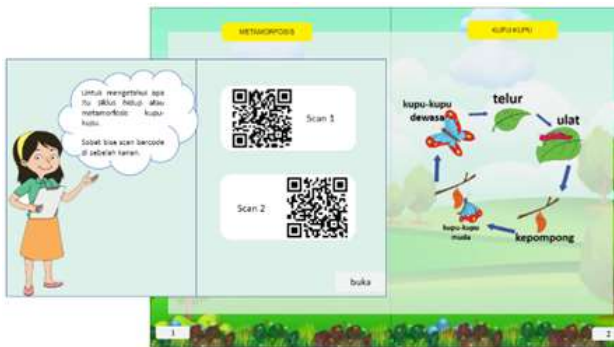 METAMORFOSIS
KUPU KUPU
Untuk mengetahui apa
itu siklus hidup atau
metamorfosis kupu-
kupu.
Sobat bisa scan barcode
di sebelah kanan.
Scan 1
Scan 2
buka
telur
kupu-kupu
dewasa
ulat
kupu-kupu
muda
kepompong
1
2